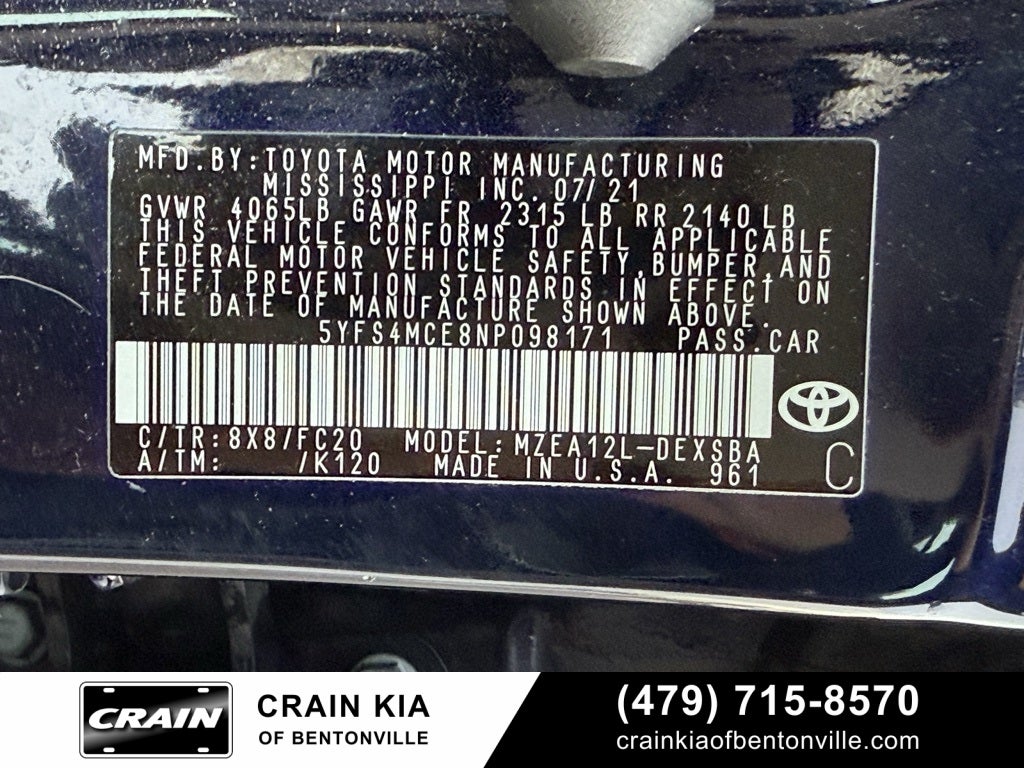 MFD.BY:TOYOTA MOTOR MANUFACTURING
MISSISSIPPI INC. 07/21
GVWR 4065LB GAWR FR 2315 LB RR 2140 LB
THIS VEHICLE CONFORMS TO ALL APPLICABLE
FEDERAL MOTOR VEHICLE SAFETY,BUMPER,AND
THEFT PREVENTION STANDARDS IN EFFECT ON
THE DATE OF MANUFACTURE SHOWN ABOVE.
5YFS4MCE8NP098171 PASS.CAR
C/TR:8X8/FC20 MODEL:MZEA12L-DEXSBA
A/TM: /K120 MADE IN U.S.A. 961
C
CRAIN
CRAIN KIA
OF BENTONVILLE
(479) 715-8570
crainkiaofbentonville.com